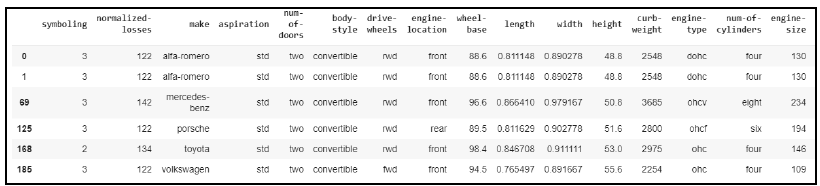 symboling normalized-losses make aspiration num-of-doors body-style drive-wheels engine-location wheel-base length width height curb-weight engine-type num-of-cylinders engine-size
0 3 122 alfa-romero std two convertible rwd front 88.6 0.811148 0.890278 48.8 2548 dohc four 130
1 3 122 alfa-romero std two convertible rwd front 88.6 0.811148 0.890278 48.8 2548 dohc four 130
69 3 142 mercedes-benz std two convertible rwd front 96.6 0.866410 0.979167 50.8 3685 ohcv eight 234
125 3 122 porsche std two convertible rwd rear 89.5 0.811629 0.902778 51.6 2800 ohcf six 194
168 2 134 toyota std two convertible rwd front 98.4 0.846708 0.911111 53.0 2975 ohc four 146
185 3 122 volkswagen std two convertible fwd front 94.5 0.765497 0.891667 55.6 2254 ohc four 109